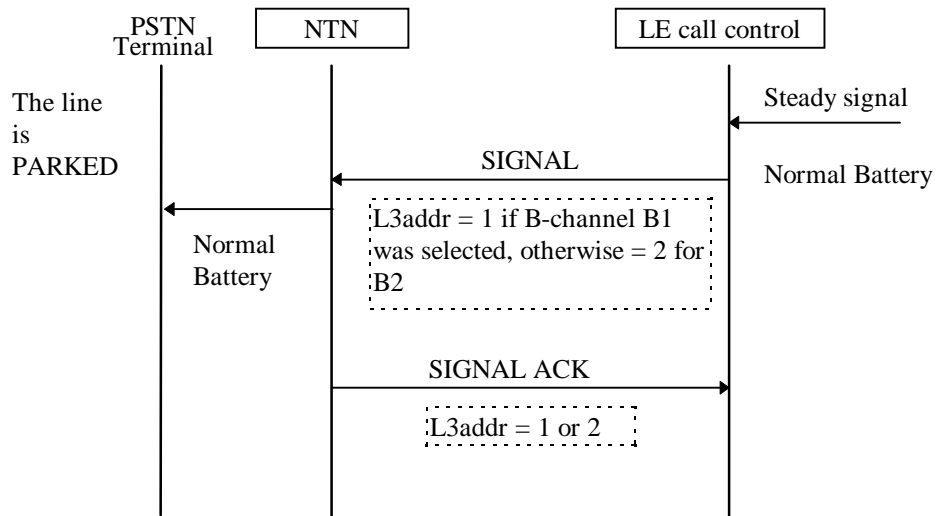 PSTN
Terminal
NTN
LE call control
The line
is
PARKED
Steady signal
SIGNAL
Normal Battery
L3addr = 1 if B-channel B1
was selected, otherwise = 2 for
B2
Normal
Battery
SIGNAL ACK
L3addr = 1 or 2